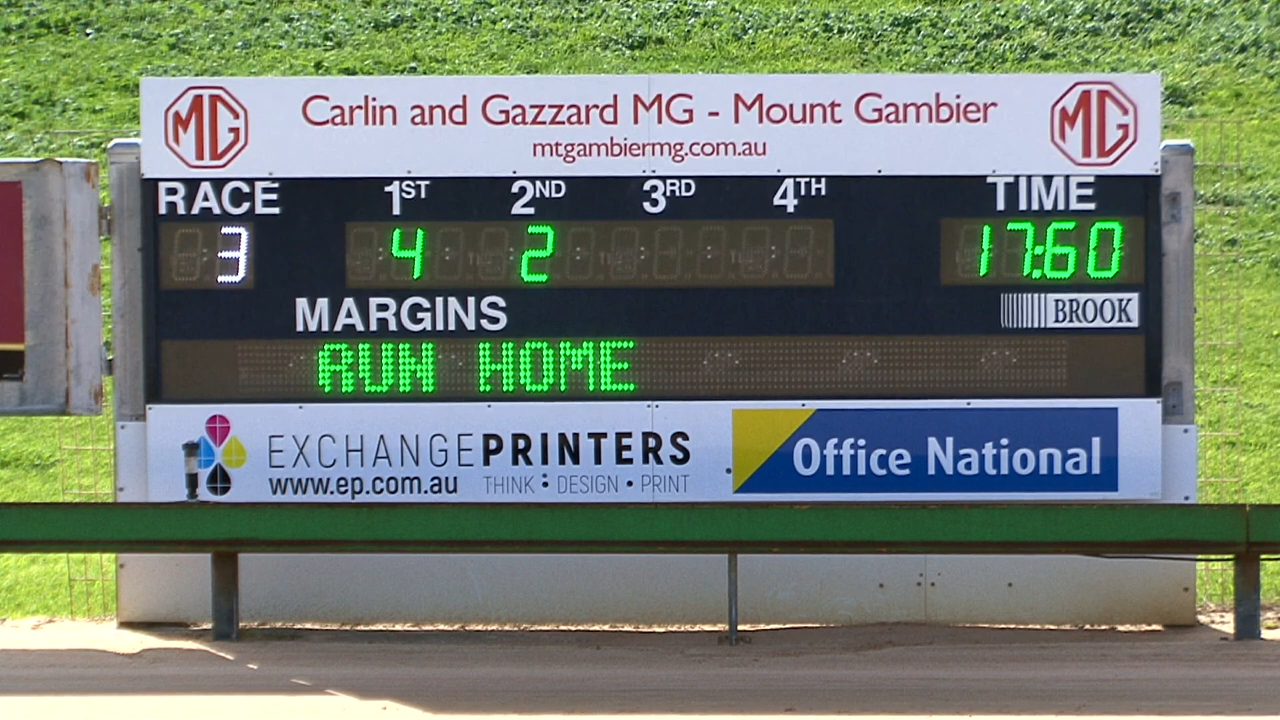 MG Carlin and Gazzard MG - Mount Gambier MG
mtgambiermg.com.au
RACE 1ST 2ND 3RD 4TH TIME
3 4 2 17:60
MARGINS BROOK
RUN HOME
EXCHANGEPRINTERS Office National
www.ep.com.au THINK : DESIGN • PRINT